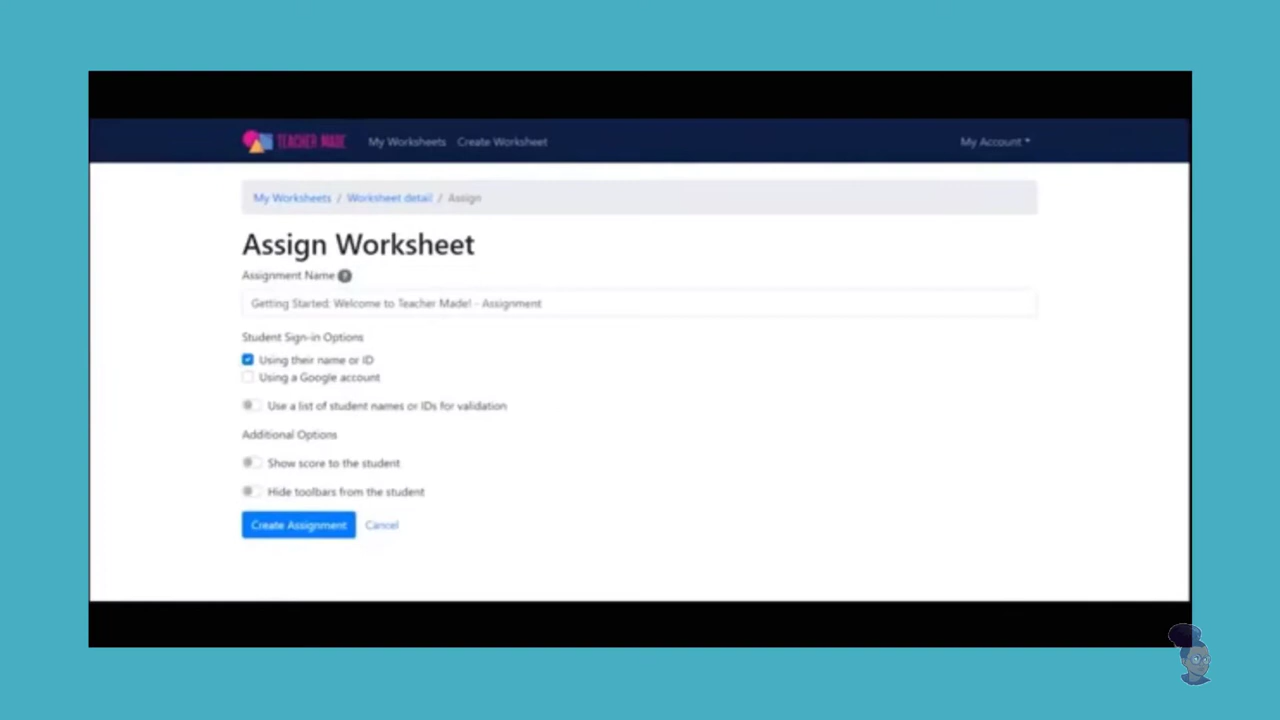 TEACHER MADE My Worksheets Create Worksheet My Account
My Worksheets / Worksheet detail / Assign
Assign Worksheet
Assignment Name ?
Getting Started: Welcome to Teacher Made! - Assignment
Student Sign-in Options
Using their name or ID
Using a Google account
Use a list of student names or IDs for validation
Additional Options
Show score to the student
Hide toolbars from the student
Create Assignment Cancel